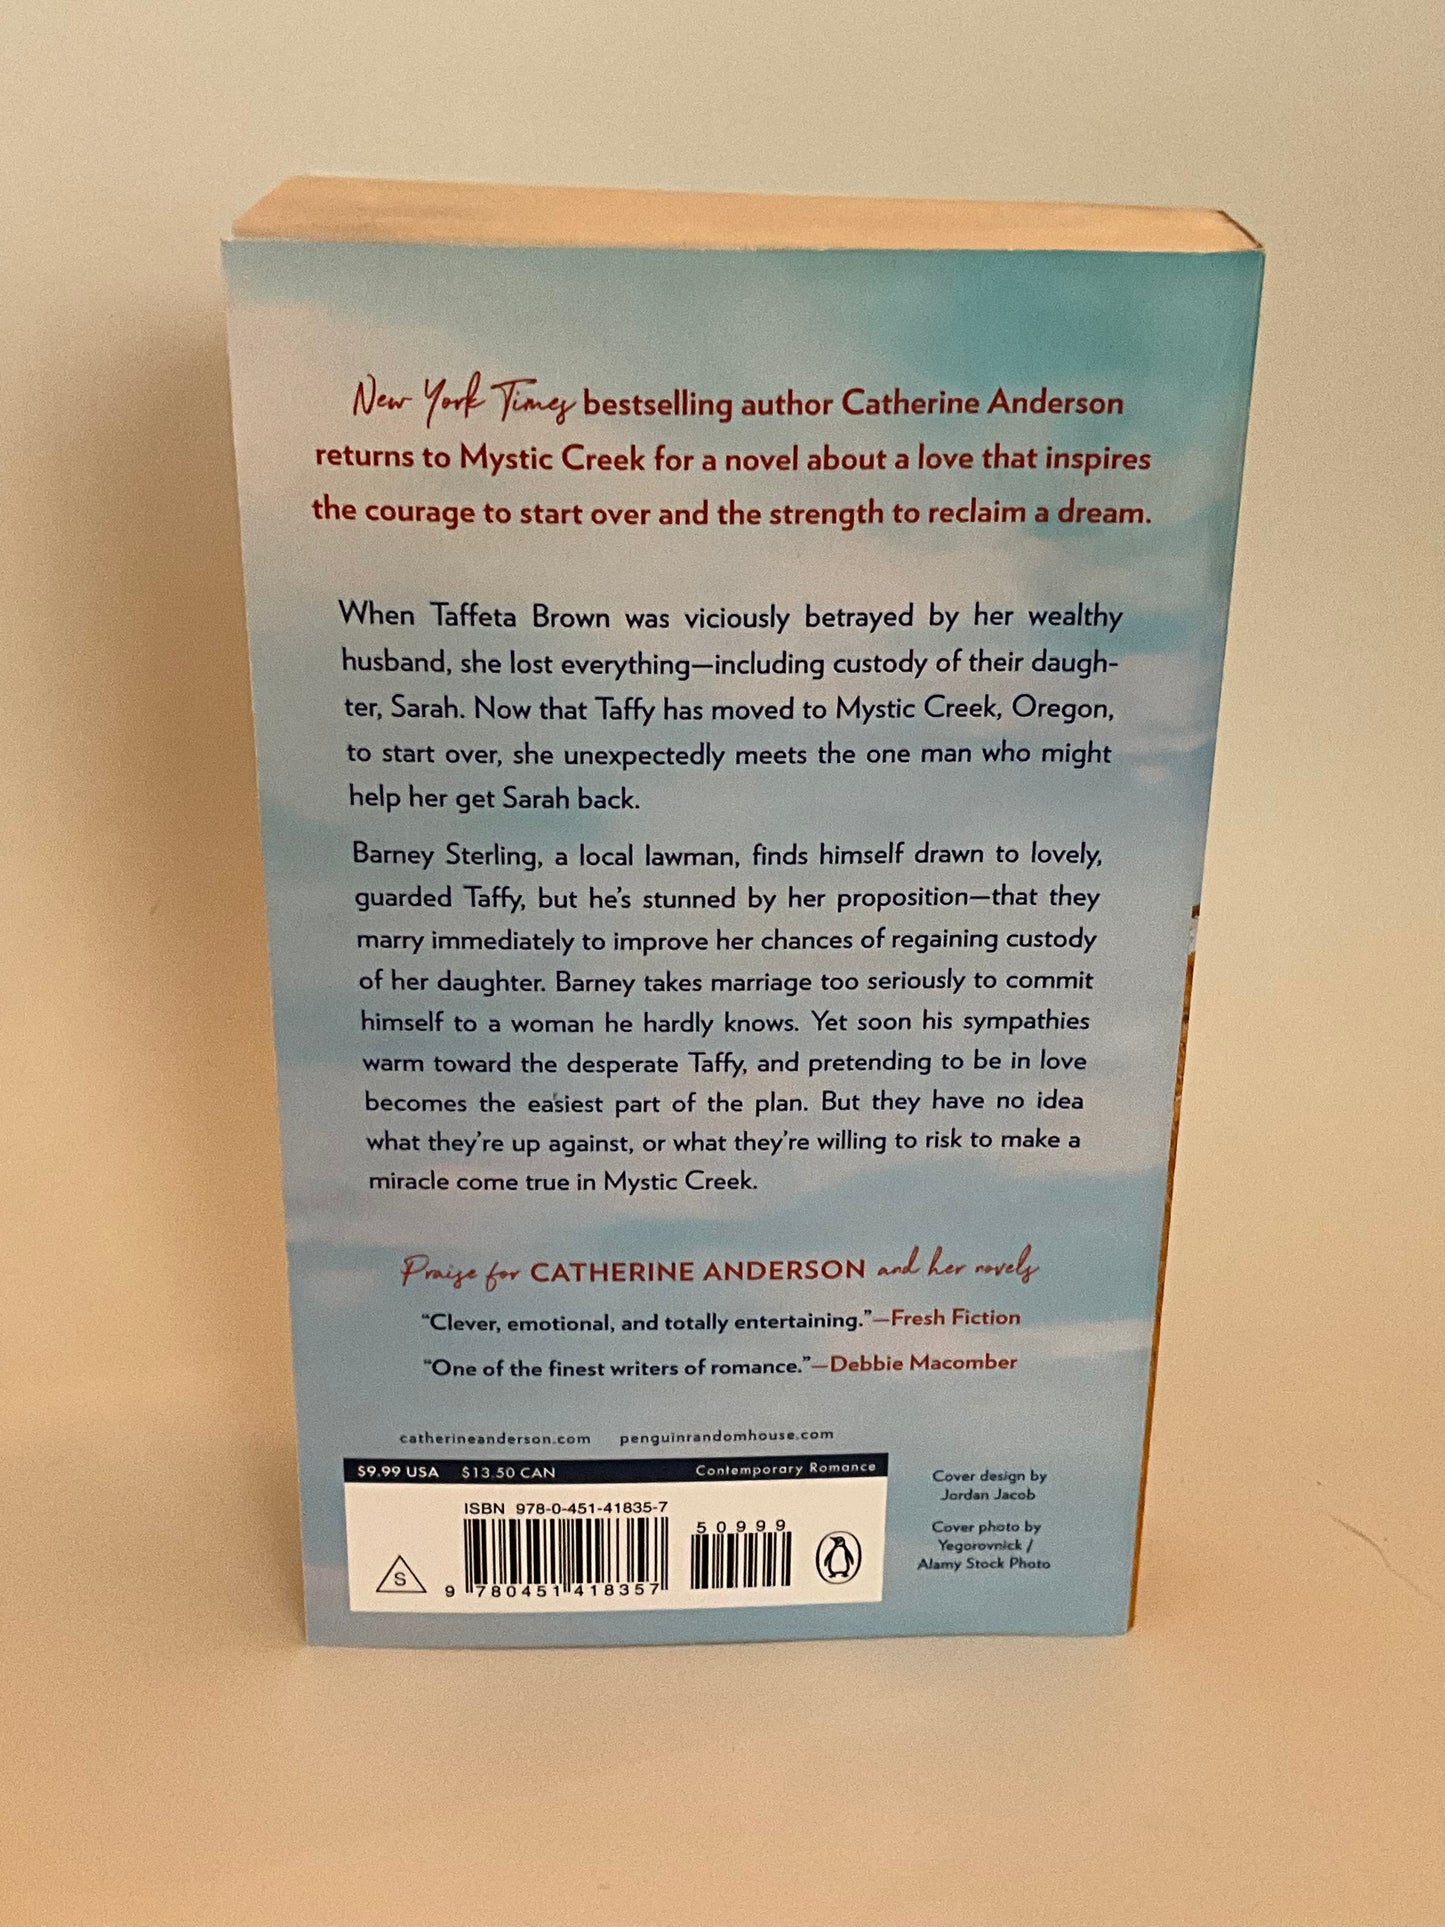 New York Times bestselling author Catherine Anderson
returns to Mystic Creek for a novel about a love that inspires
the courage to start over and the strength to reclaim a dream.
When Taffeta Brown was viciously betrayed by her wealthy
husband, she lost everything—including custody of their daugh-
ter, Sarah. Now that Taffy has moved to Mystic Creek, Oregon,
to start over, she unexpectedly meets the one man who might
help her get Sarah back.
Barney Sterling, a local lawman, finds himself drawn to lovely,
guarded Taffy, but he's stunned by her proposition—that they
marry immediately to improve her chances of regaining custody
of her daughter. Barney takes marriage too seriously to commit
himself to a woman he hardly knows. Yet soon his sympathies
warm toward the desperate Taffy, and pretending to be in love
becomes the easiest part of the plan. But they have no idea
what they're up against, or what they're willing to risk to make a
miracle come true in Mystic Creek.
Praise for CATHERINE ANDERSON and her novels
"Clever, emotional, and totally entertaining."—Fresh Fiction
"One of the finest writers of romance."—Debbie Macomber
catherineanderson.com penguinrandomhouse.com
$9.99 USA $13.50 CAN Contemporary Romance
ISBN 978-0-451-41835-7
50999
S
9 780451 418357
Cover design by
Jordan Jacob
Cover photo by
Yegorovnick /
Alamy Stock Photo